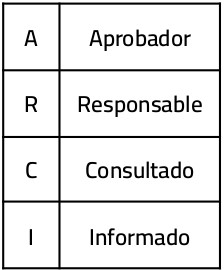 A Aprobador
R Responsable
C Consultado
I Informado